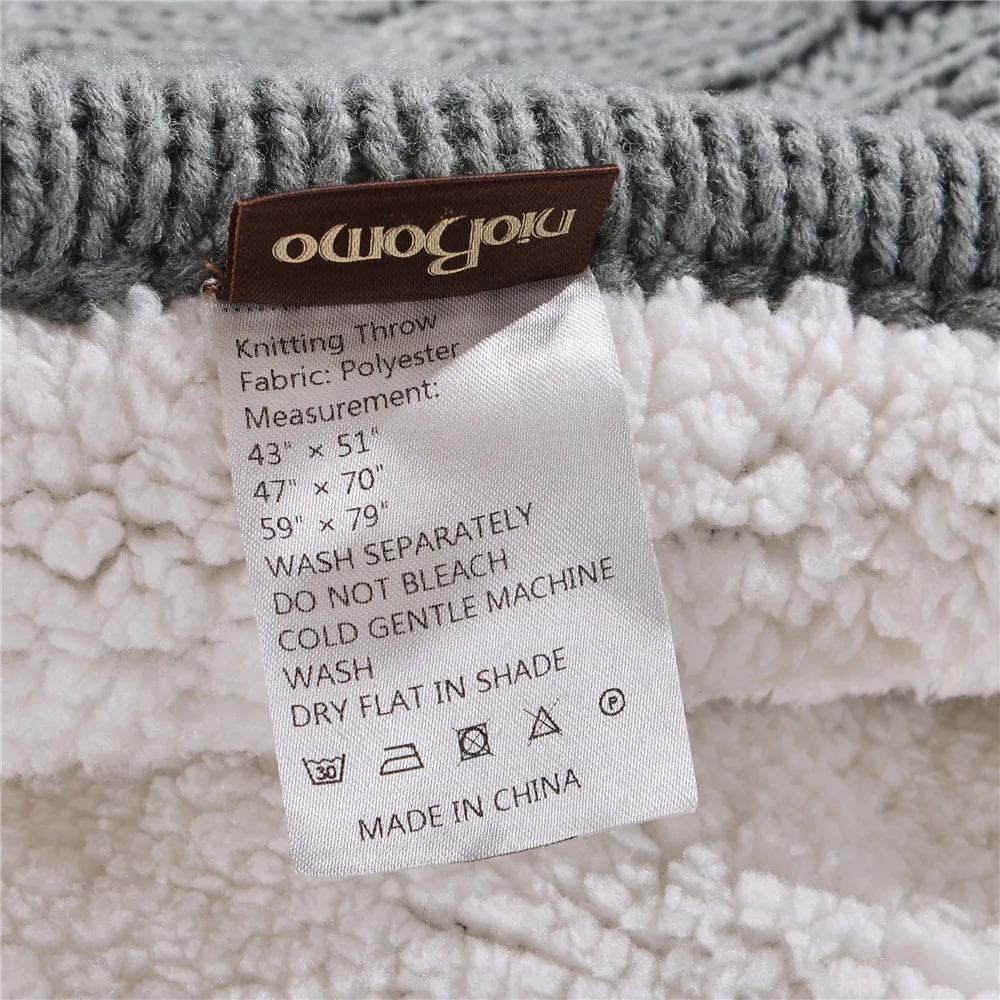 Knitting Throw
Fabric: Polyester
Measurement:
43" × 51"
47" × 70"
59" × 79"
WASH SEPARATELY
DO NOT BLEACH
COLD GENTLE MACHINE
WASH
DRY FLAT IN SHADE
30 P
MADE IN CHINA